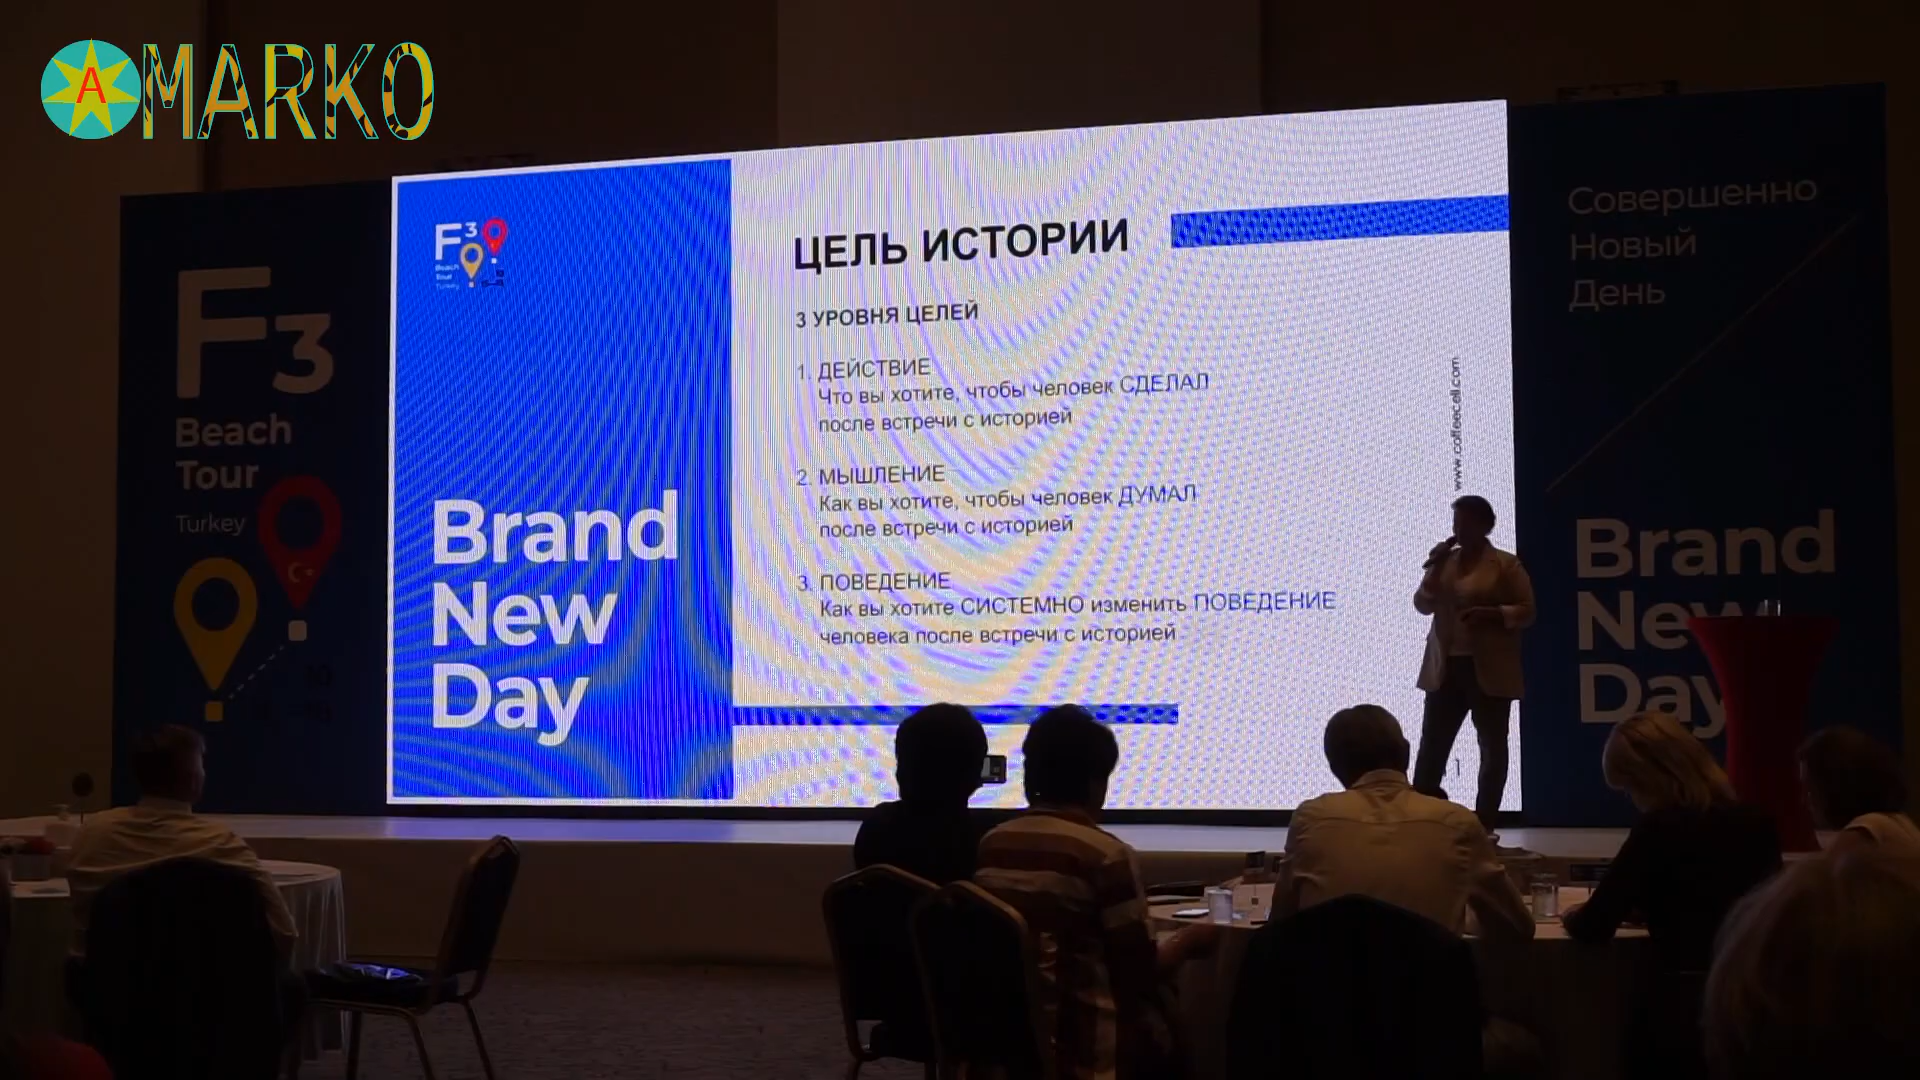 A MARKO
F3
Beach
Tour
Turkey
F3
Beach
Tour
Turkey
Brand
New
Day
ЦЕЛЬ ИСТОРИИ
3 УРОВНЯ ЦЕЛЕЙ
1. ДЕЙСТВИЕ
Что вы хотите, чтобы человек СДЕЛАЛ
после встречи с историей
2. МЫШЛЕНИЕ
Как вы хотите, чтобы человек ДУМАЛ
после встречи с историей
3. ПОВЕДЕНИЕ
Как вы хотите СИСТЕМНО изменить ПОВЕДЕНИЕ
человека после встречи с историей
www.coffeecell.com
Совершенно
Новый
День
Brand
New
Day